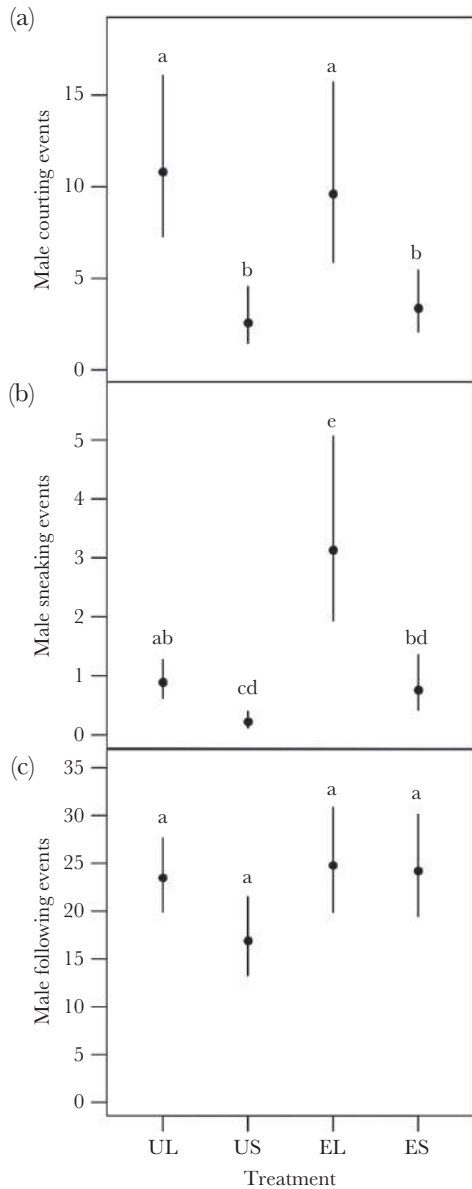 (a)
a
a
15
10
b
b
5
0
Male courting events
(b)
5
e
4
3
2
ab
bd
1
cd
0
Male sneaking events
(c)
35
a
a
a
30
a
25
20
15
10
5
0
Male following events
UL US EL ES
Treatment